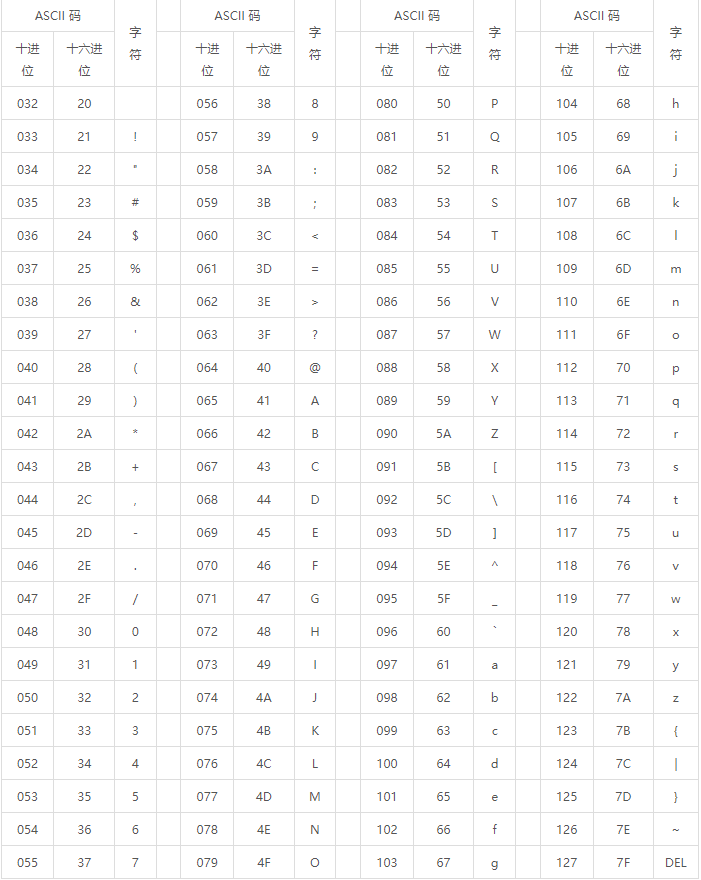 ASCII 码 字符 ASCII 码 字符 ASCII 码 字符 ASCII 码 字符
十进位 十六进位 十进位 十六进位 十进位 十六进位 十进位 十六进位
032 20 056 38 8 080 50 P 104 68 h
033 21 ! 057 39 9 081 51 Q 105 69 i
034 22 " 058 3A : 082 52 R 106 6A j
035 23 # 059 3B ; 083 53 S 107 6B k
036 24 $ 060 3C < 084 54 T 108 6C l
037 25 % 061 3D = 085 55 U 109 6D m
038 26 & 062 3E > 086 56 V 110 6E n
039 27 ' 063 3F ? 087 57 W 111 6F o
040 28 ( 064 40 @ 088 58 X 112 70 p
041 29 ) 065 41 A 089 59 Y 113 71 q
042 2A * 066 42 B 090 5A Z 114 72 r
043 2B + 067 43 C 091 5B [ 115 73 s
044 2C , 068 44 D 092 5C \ 116 74 t
045 2D - 069 45 E 093 5D ] 117 75 u
046 2E . 070 46 F 094 5E ^ 118 76 v
047 2F / 071 47 G 095 5F _ 119 77 w
048 30 0 072 48 H 096 60 ` 120 78 x
049 31 1 073 49 I 097 61 a 121 79 y
050 32 2 074 4A J 098 62 b 122 7A z
051 33 3 075 4B K 099 63 c 123 7B {
052 34 4 076 4C L 100 64 d 124 7C |
053 35 5 077 4D M 101 65 e 125 7D }
054 36 6 078 4E N 102 66 f 126 7E ~
055 37 7 079 4F O 103 67 g 127 7F DEL